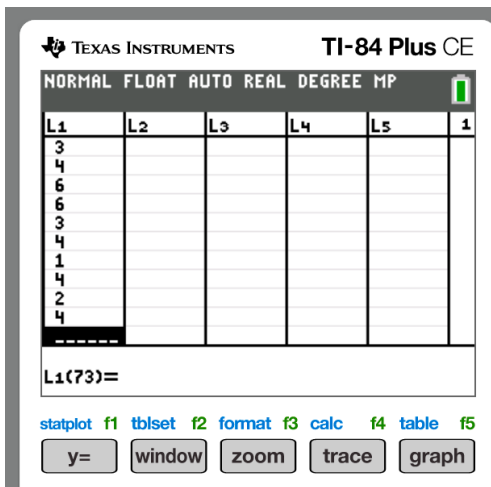 TEXAS INSTRUMENTS TI-84 Plus CE
NORMAL FLOAT AUTO REAL DEGREE MP
L1 L2 L3 L4 L5 1
3
4
6
6
3
4
1
4
2
4
------
L1(73)=
statplot f1 tblset f2 format f3 calc f4 table f5
y= window zoom trace graph